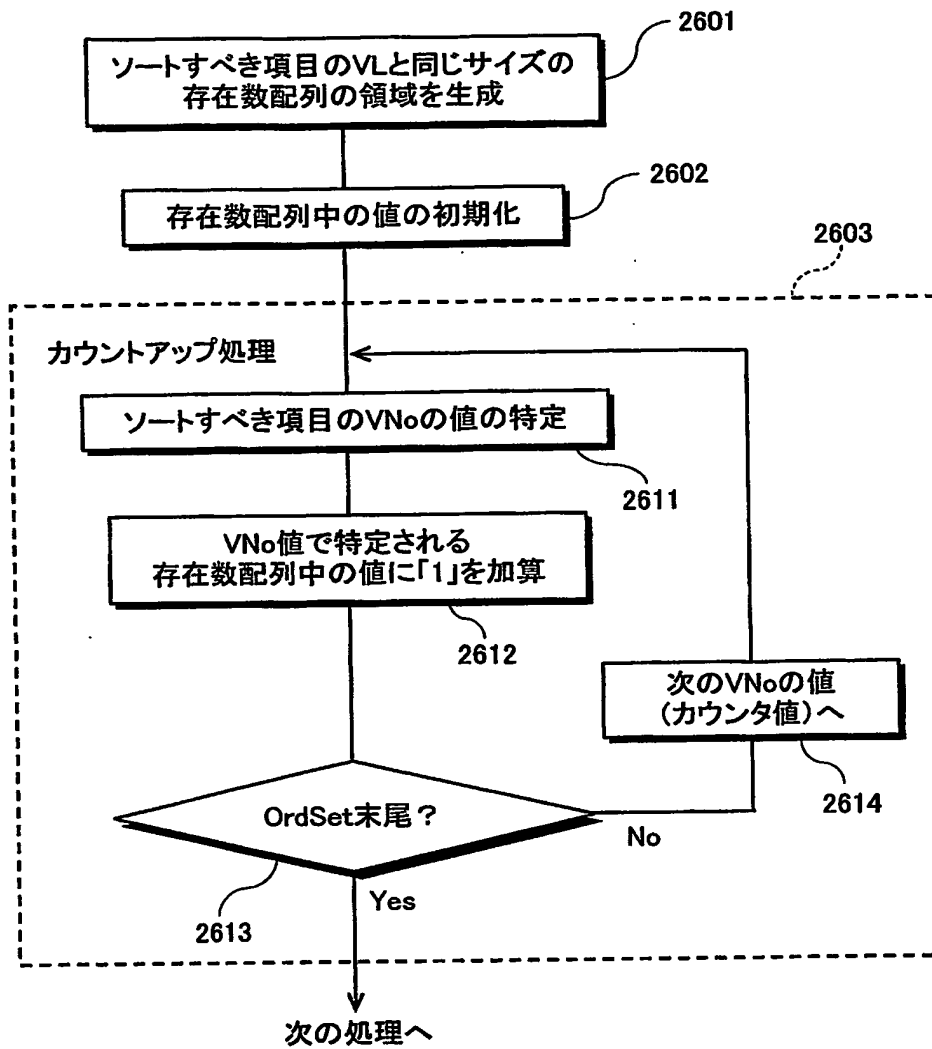 2601
ソートすべき項目のVLと同じサイズの
存在数配列の領域を生成
2602
存在数配列中の値の初期化
2603
カウントアップ処理
ソートすべき項目のVNoの値の特定
2611
VNo値で特定される
存在数配列中の値に「1」を加算
2612
次のVNoの値
(カウンタ値)へ
2614
OrdSet末尾?
No
Yes
2613
次の処理へ